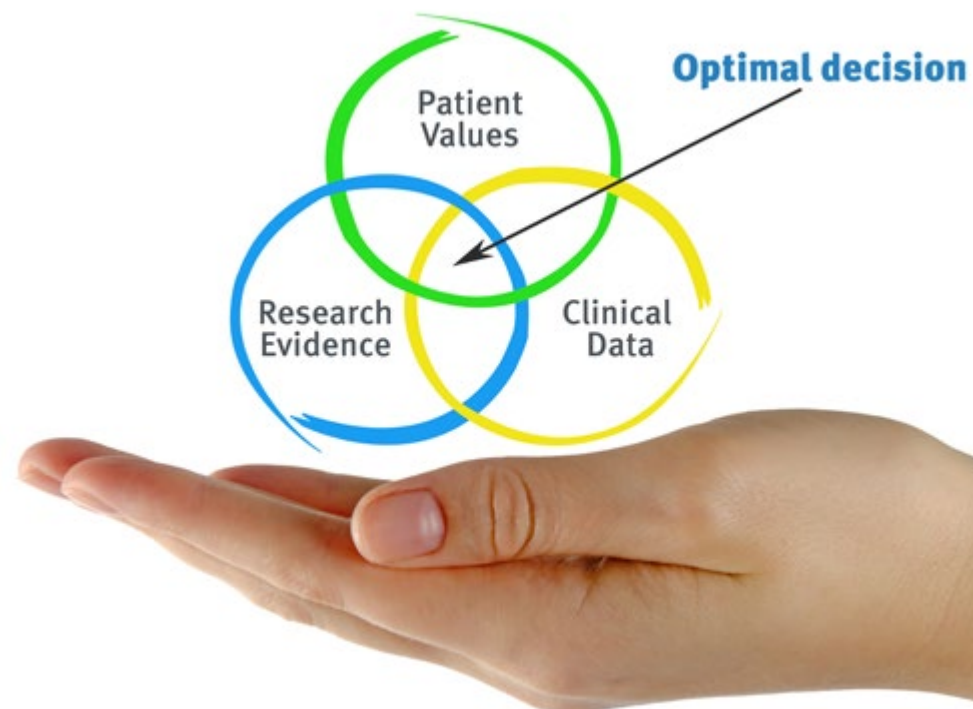 Optimal decision
Patient
Values
Research
Evidence
Clinical
Data